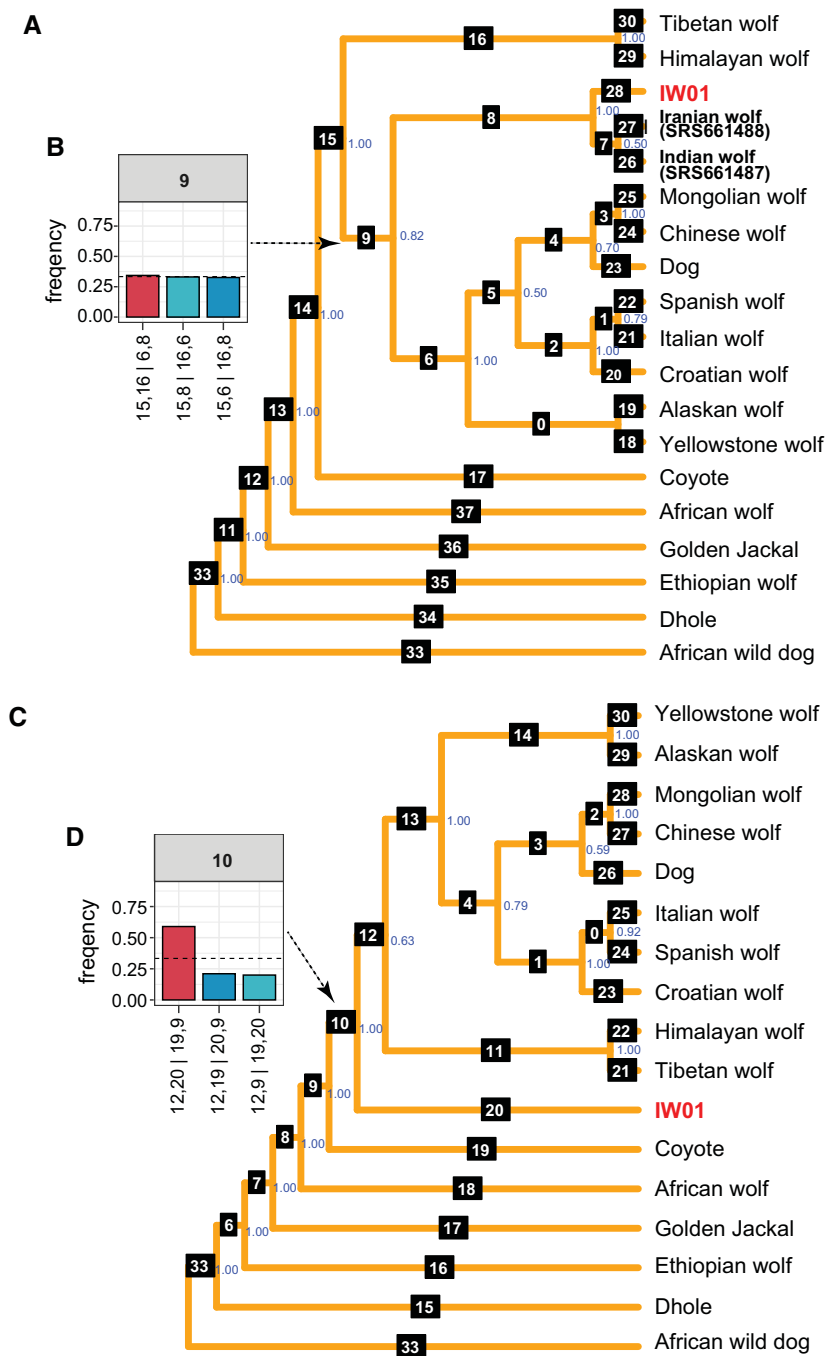 A
30
Tibetan wolf
16
1.00
29
Himalayan wolf
28
IW01
15
1.00
8
1.00
27
Iranian wolf
(SRS661488)
7
0.50
26
Indian wolf
(SRS661487)
B
9
0.75
0.50
0.25
0.00
freqency
15,16 | 6,8
15,8 | 16,6
15,6 | 16,8
9
0.82
25
Mongolian wolf
3
1.00
24
Chinese wolf
4
0.70
23
Dog
5
0.50
22
Spanish wolf
14
1.00
1
0.79
21
Italian wolf
2
1.00
20
Croatian wolf
6
1.00
19
Alaskan wolf
13
1.00
0
18
Yellowstone wolf
12
1.00
17
Coyote
37
African wolf
11
1.00
36
Golden Jackal
33
1.00
35
Ethiopian wolf
34
Dhole
33
African wild dog
C
30
Yellowstone wolf
14
1.00
29
Alaskan wolf
28
Mongolian wolf
13
1.00
2
1.00
27
Chinese wolf
3
0.59
26
Dog
D
10
0.75
0.50
0.25
0.00
freqency
12,20 | 19,9
12,19 | 20,9
12,9 | 19,20
4
0.79
25
Italian wolf
12
0.63
0
0.92
24
Spanish wolf
1
1.00
23
Croatian wolf
10
1.00
22
Himalayan wolf
11
1.00
21
Tibetan wolf
9
1.00
20
IW01
8
1.00
19
Coyote
7
1.00
18
African wolf
6
1.00
17
Golden Jackal
33
1.00
16
Ethiopian wolf
15
Dhole
33
African wild dog